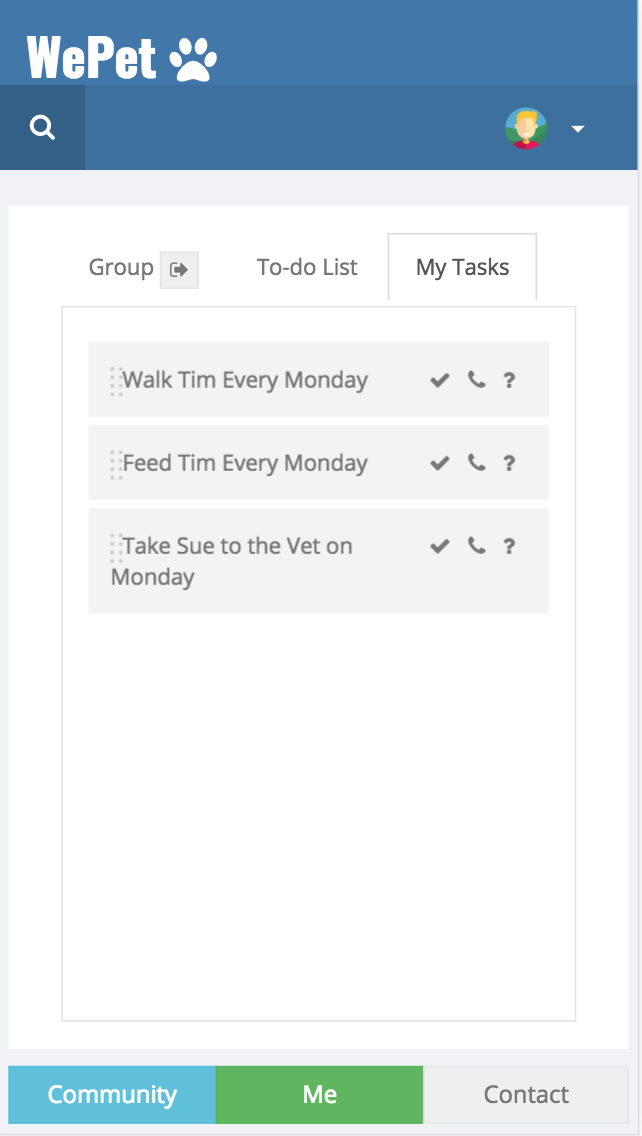 WePet
Group To-do List My Tasks
Walk Tim Every Monday ?
Feed Tim Every Monday ?
Take Sue to the Vet on ?
Monday
Community Me Contact